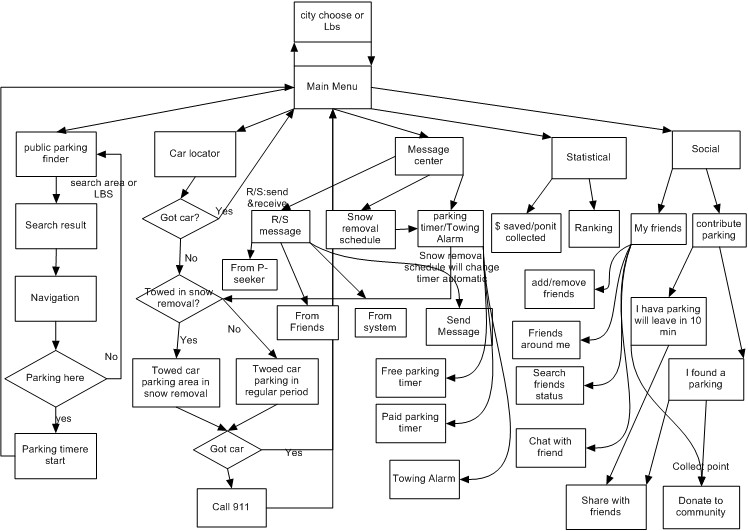 city choose or
Lbs
Main Menu
public parking
finder
Car locator
Message
center
Statistical
Social
search area or
LBS
R/S:send
&receive
Search result
Got car?
Yes
R/S
message
Snow
removal
schedule
parking
timer/Towing
Alarm
$ saved/ponit
collected
Ranking
My friends
contribute
parking
No
Snow removal
schedule will change
timer automatic
From P-
seeker
add/remove
friends
Navigation
Towed in snow
removal?
I hava parking
will leave in 10
min
From
Friends
From
system
Send
Message
Friends
around me
Yes
No
No
Parking here
Towed car
parking area in
snow removal
Twoed car
parking in
regular period
Free parking
timer
Search
friends
status
I found a
parking
yes
Paid parking
timer
Parking timere
start
Got car
Yes
Chat with
friend
Collect point
Towing Alarm
Call 911
Share with
friends
Donate to
community